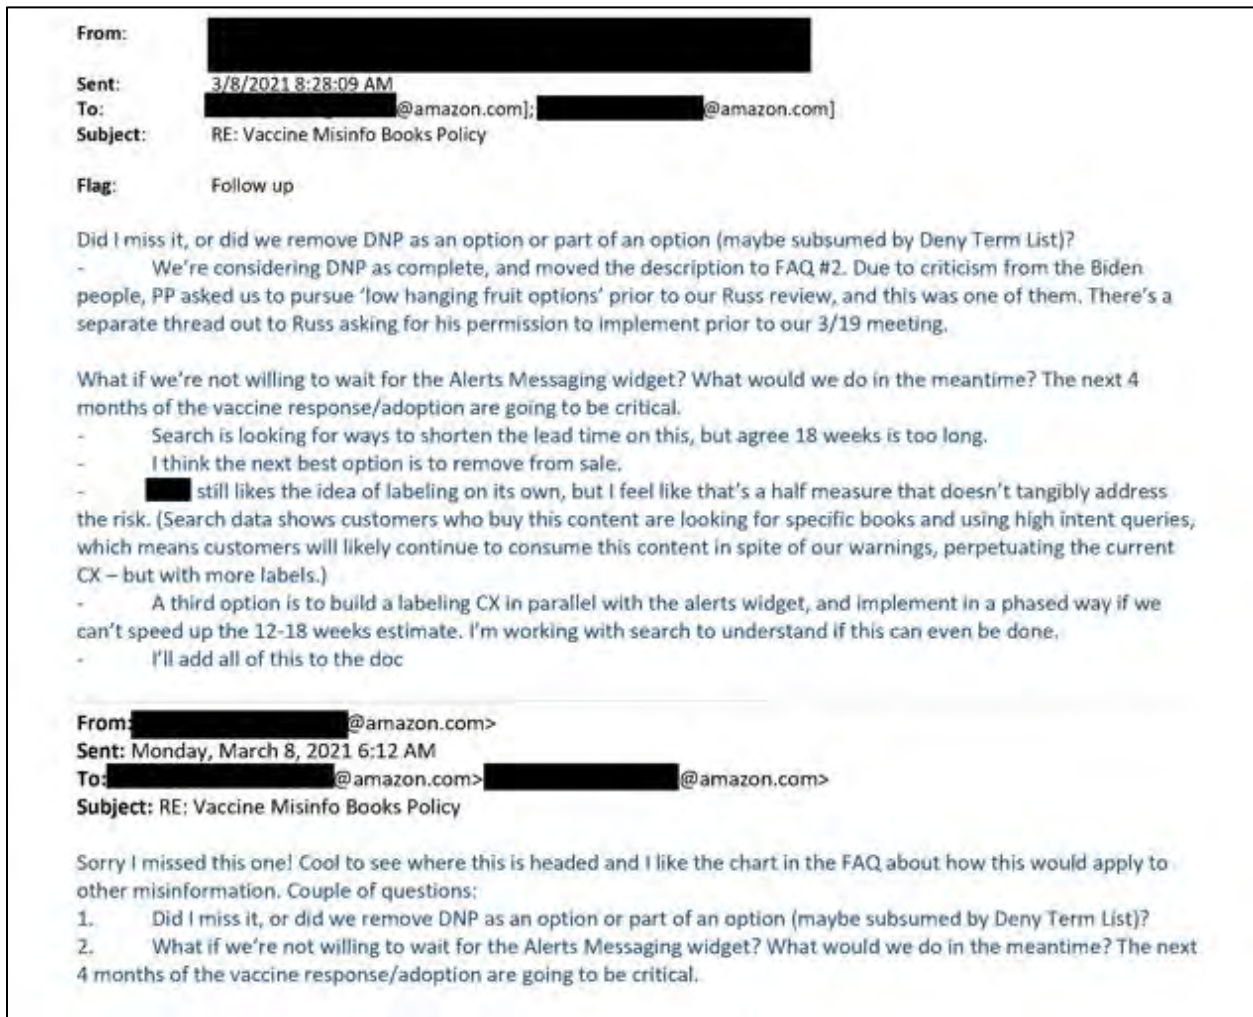 From:
Sent: 3/8/2021 8:28:09 AM
To: @amazon.com]; @amazon.com]
Subject: RE: Vaccine Misinfo Books Policy
Flag: Follow up
Did I miss it, or did we remove DNP as an option or part of an option (maybe subsumed by Deny Term List)?
- We're considering DNP as complete, and moved the description to FAQ #2. Due to criticism from the Biden
people, PP asked us to pursue 'low hanging fruit options' prior to our Russ review, and this was one of them. There's a
separate thread out to Russ asking for his permission to implement prior to our 3/19 meeting.
What if we're not willing to wait for the Alerts Messaging widget? What would we do in the meantime? The next 4
months of the vaccine response/adoption are going to be critical.
- Search is looking for ways to shorten the lead time on this, but agree 18 weeks is too long.
- I think the next best option is to remove from sale.
- still likes the idea of labeling on its own, but I feel like that's a half measure that doesn't tangibly address
the risk. (Search data shows customers who buy this content are looking for specific books and using high intent queries,
which means customers will likely continue to consume this content in spite of our warnings, perpetuating the current
CX – but with more labels.)
- A third option is to build a labeling CX in parallel with the alerts widget, and implement in a phased way if we
can't speed up the 12-18 weeks estimate. I'm working with search to understand if this can even be done.
- I'll add all of this to the doc
From: @amazon.com>
Sent: Monday, March 8, 2021 6:12 AM
To: @amazon.com> @amazon.com>
Subject: RE: Vaccine Misinfo Books Policy
Sorry I missed this one! Cool to see where this is headed and I like the chart in the FAQ about how this would apply to
other misinformation. Couple of questions:
1. Did I miss it, or did we remove DNP as an option or part of an option (maybe subsumed by Deny Term List)?
2. What if we're not willing to wait for the Alerts Messaging widget? What would we do in the meantime? The next
4 months of the vaccine response/adoption are going to be critical.